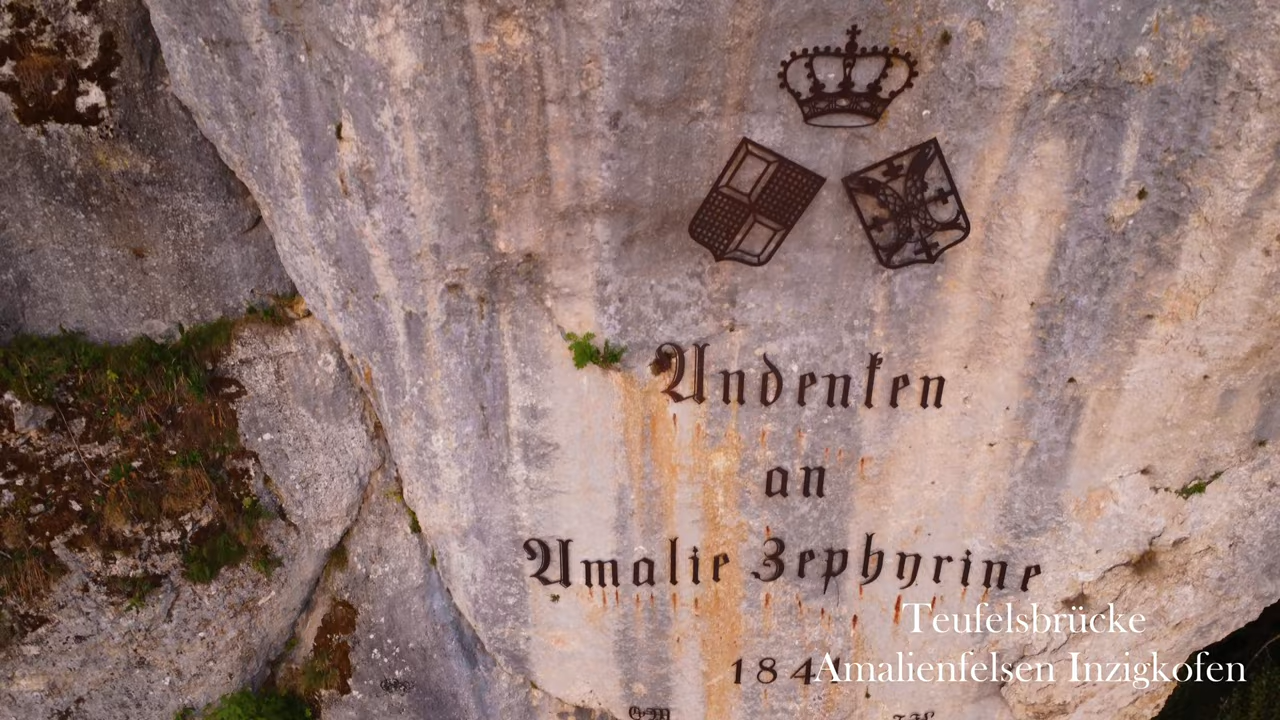 Andenken
an
Amalie Zephyrine
184
Teufelsbrücke
Amalienfelsen Inzigkofen